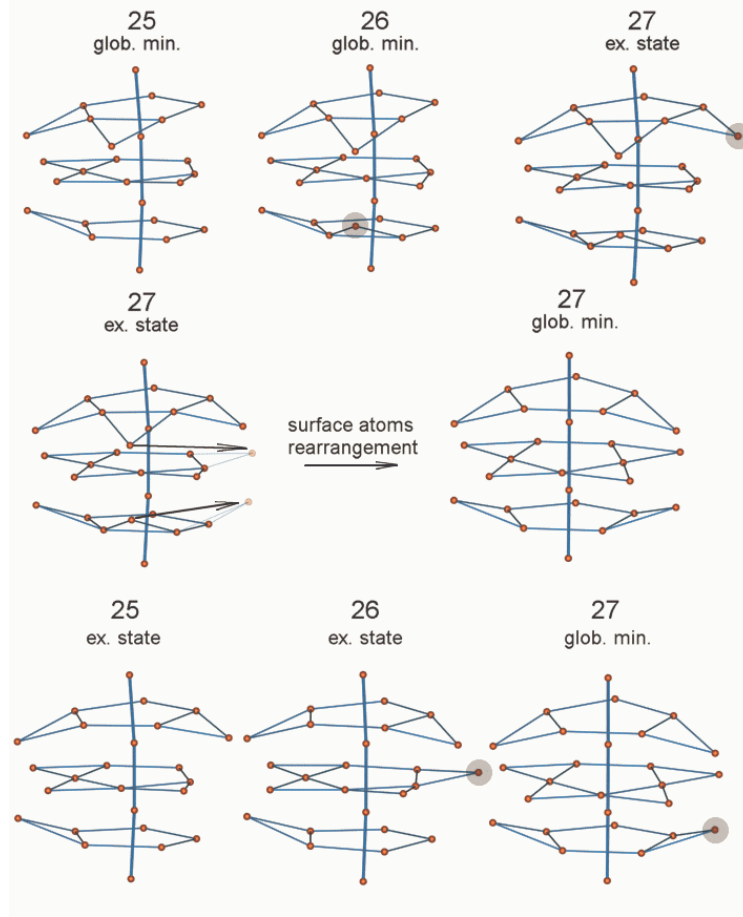 25
glob. min.
26
glob. min.
27
ex. state
27
ex. state
surface atoms
rearrangement
27
glob. min.
25
ex. state
26
ex. state
27
glob. min.